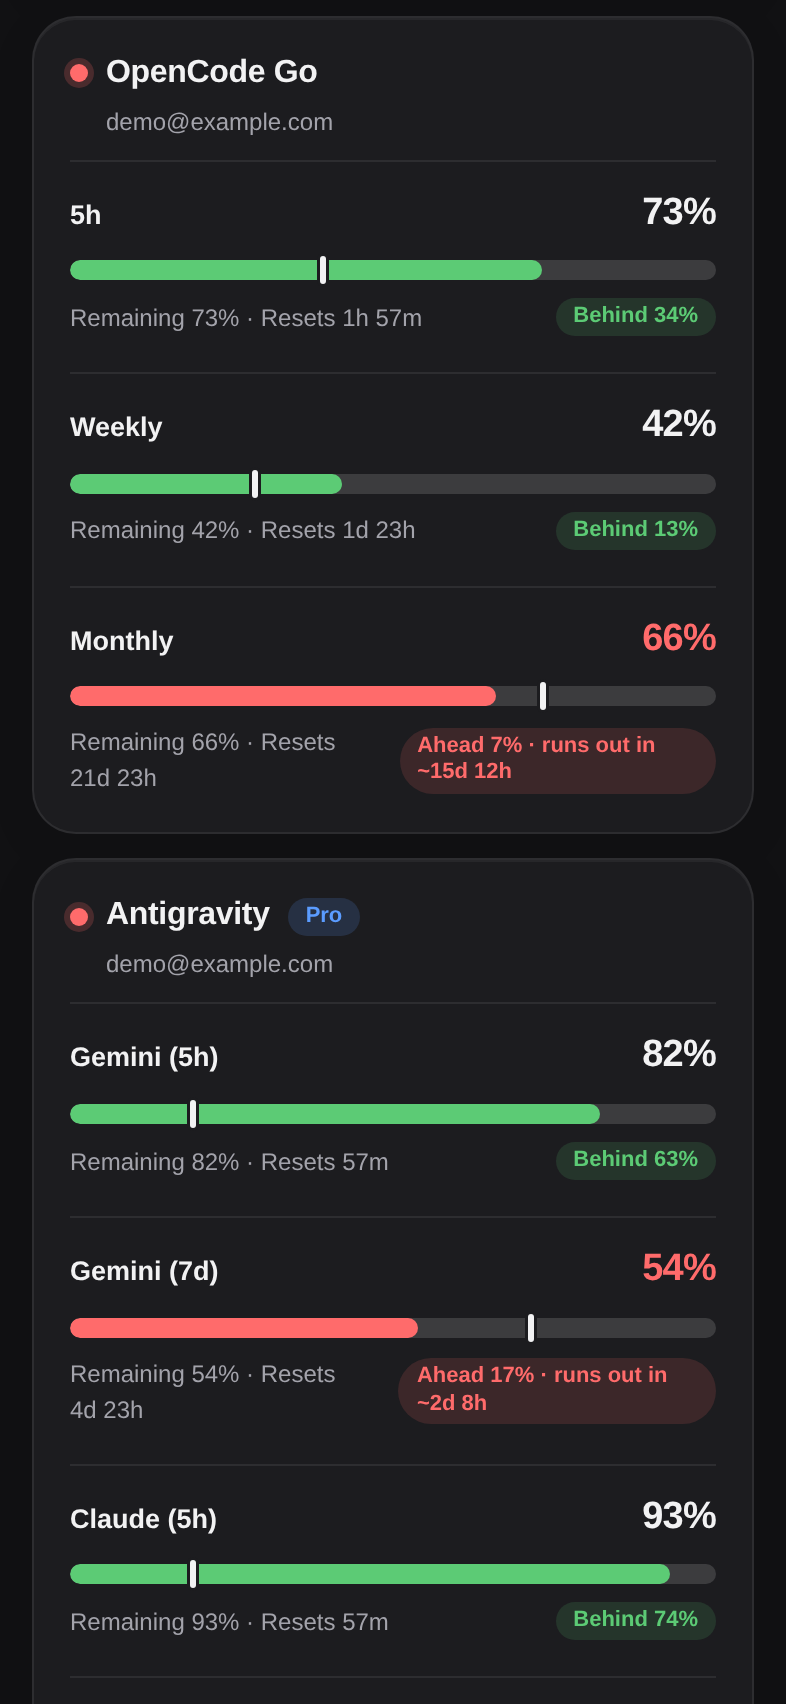 OpenCode Go
demo@example.com
5h 73%
Remaining 73% · Resets 1h 57m Behind 34%
Weekly 42%
Remaining 42% · Resets 1d 23h Behind 13%
Monthly 66%
Remaining 66% · Resets
21d 23h
Ahead 7% · runs out in
~15d 12h
Antigravity Pro
demo@example.com
Gemini (5h) 82%
Remaining 82% · Resets 57m Behind 63%
Gemini (7d) 54%
Remaining 54% · Resets
4d 23h
Ahead 17% · runs out in
~2d 8h
Claude (5h) 93%
Remaining 93% · Resets 57m Behind 74%